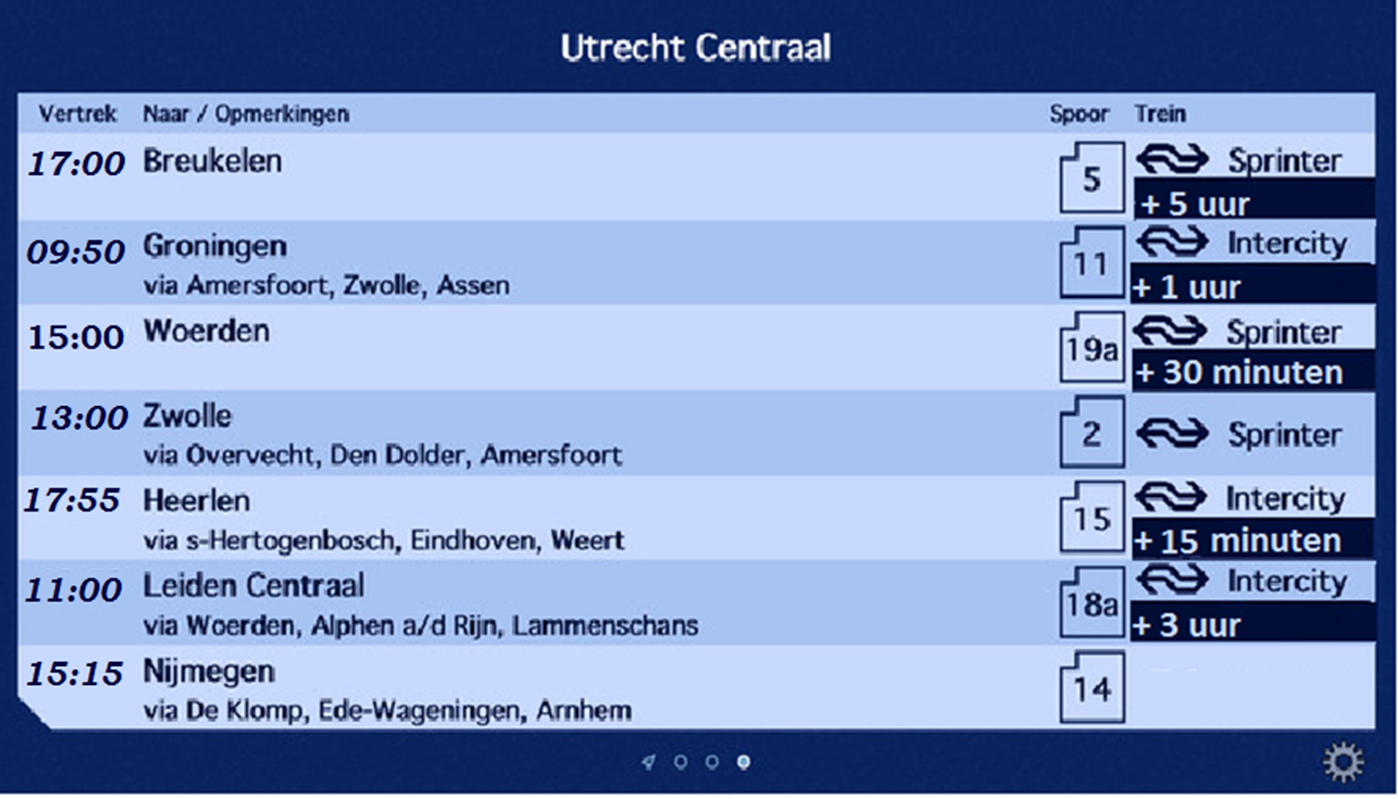 Utrecht Centraal
Vertrek Naar / Opmerkingen Spoor Trein
17:00 Breukelen 5 Sprinter
+ 5 uur
09:50 Groningen 11 Intercity
via Amersfoort, Zwolle, Assen + 1 uur
15:00 Woerden 19a Sprinter
+ 30 minuten
13:00 Zwolle 2 Sprinter
via Overvecht, Den Dolder, Amersfoort
17:55 Heerlen 15 Intercity
via s-Hertogenbosch, Eindhoven, Weert + 15 minuten
11:00 Leiden Centraal 18a Intercity
via Woerden, Alphen a/d Rijn, Lammenschans + 3 uur
15:15 Nijmegen 14
via De Klomp, Ede-Wageningen, Arnhem